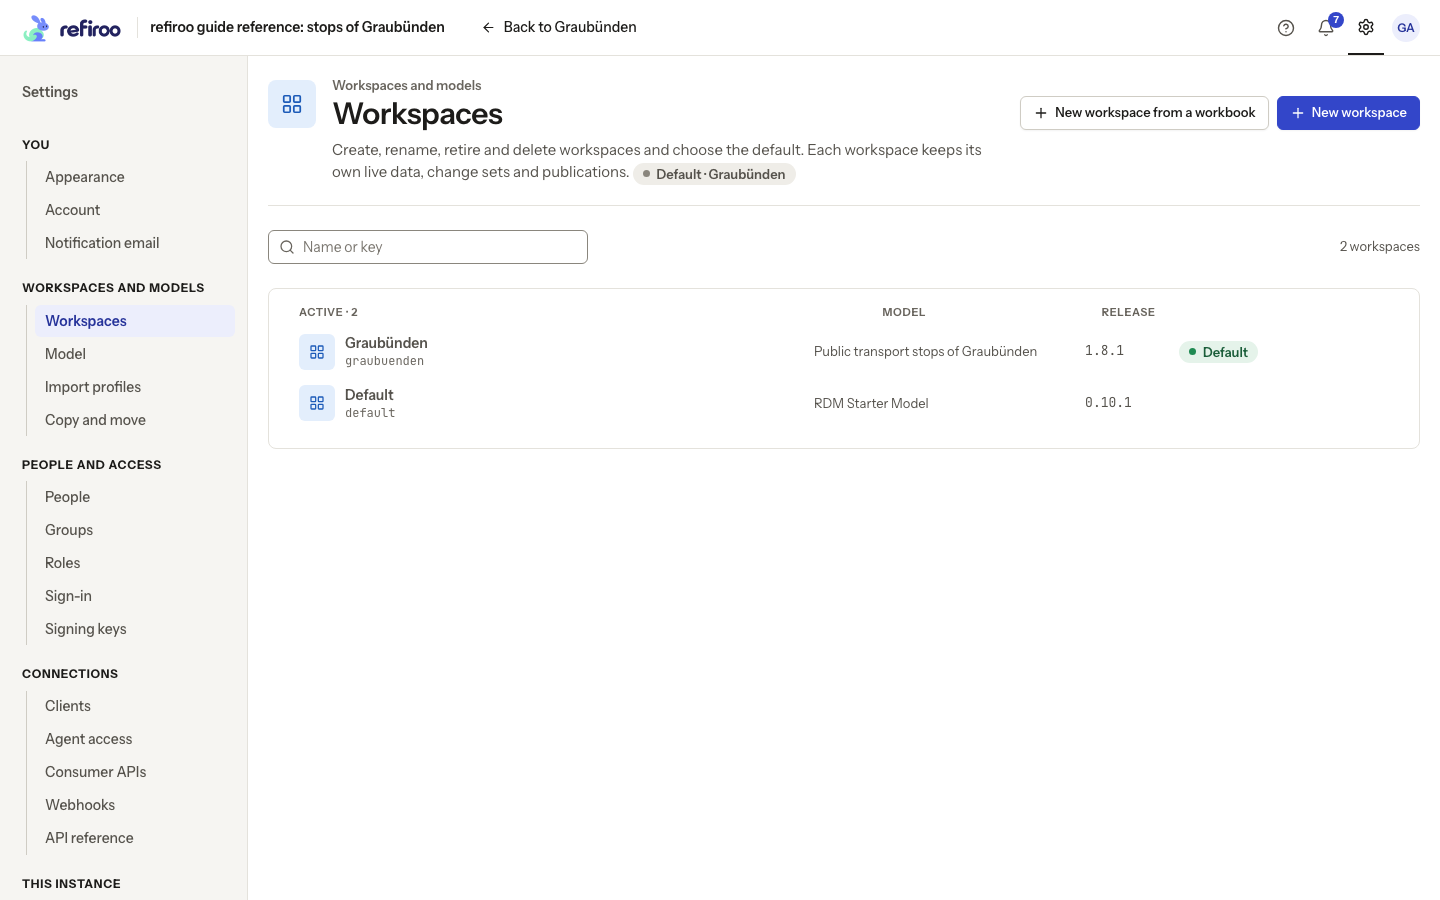 refiroo
refiroo guide reference: stops of Graubünden
Back to Graubünden
7
GA
Settings
YOU
Appearance
Account
Notification email
WORKSPACES AND MODELS
Workspaces
Model
Import profiles
Copy and move
PEOPLE AND ACCESS
People
Groups
Roles
Sign-in
Signing keys
CONNECTIONS
Clients
Agent access
Consumer APIs
Webhooks
API reference
THIS INSTANCE
Workspaces and models
Workspaces
Create, rename, retire and delete workspaces and choose the default. Each workspace keeps its
own live data, change sets and publications. Default · Graubünden
New workspace from a workbook
New workspace
Name or key
2 workspaces
ACTIVE · 2 MODEL RELEASE
Graubünden
graubuenden
Public transport stops of Graubünden 1.8.1 Default
Default
default
RDM Starter Model 0.10.1